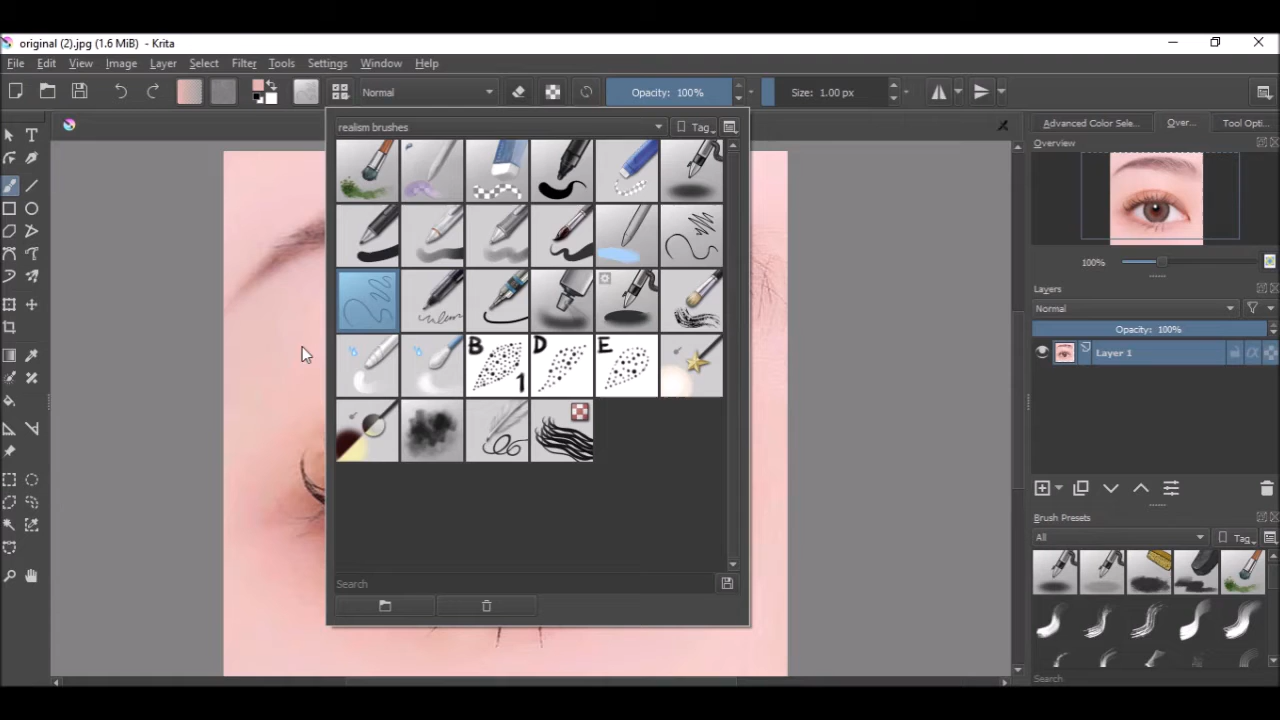 original (2).jpg (1.6 MiB) - Krita
File Edit View Image Layer Select Filter Tools Settings Window Help
Normal Opacity: 100% Size: 1.00 px
realism brushes Tag
Advanced Color Sele... Over... Tool Opti...
Overview
100%
Layers
Normal
Opacity: 100%
Layer 1
B D E
1
Brush Presets
All Tag
Search
Search